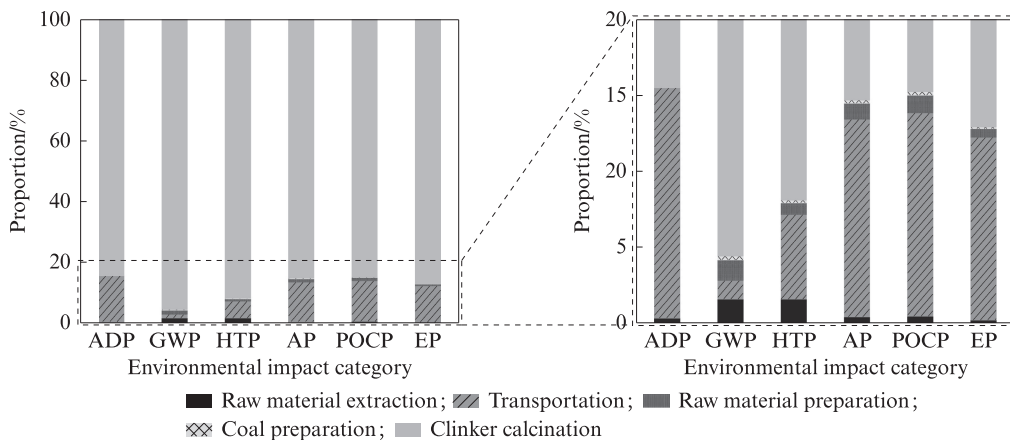 100
80
60
40
20
0
Proportion/%
ADP GWP HTP AP POCP EP
Environmental impact category
20
15
20
5
0
Proportion/%
ADP GWP HTP AP POCP EP
Environmental impact category
Raw material extraction; Transportation; Raw material preparation;
Coal preparation; Clinker calcination